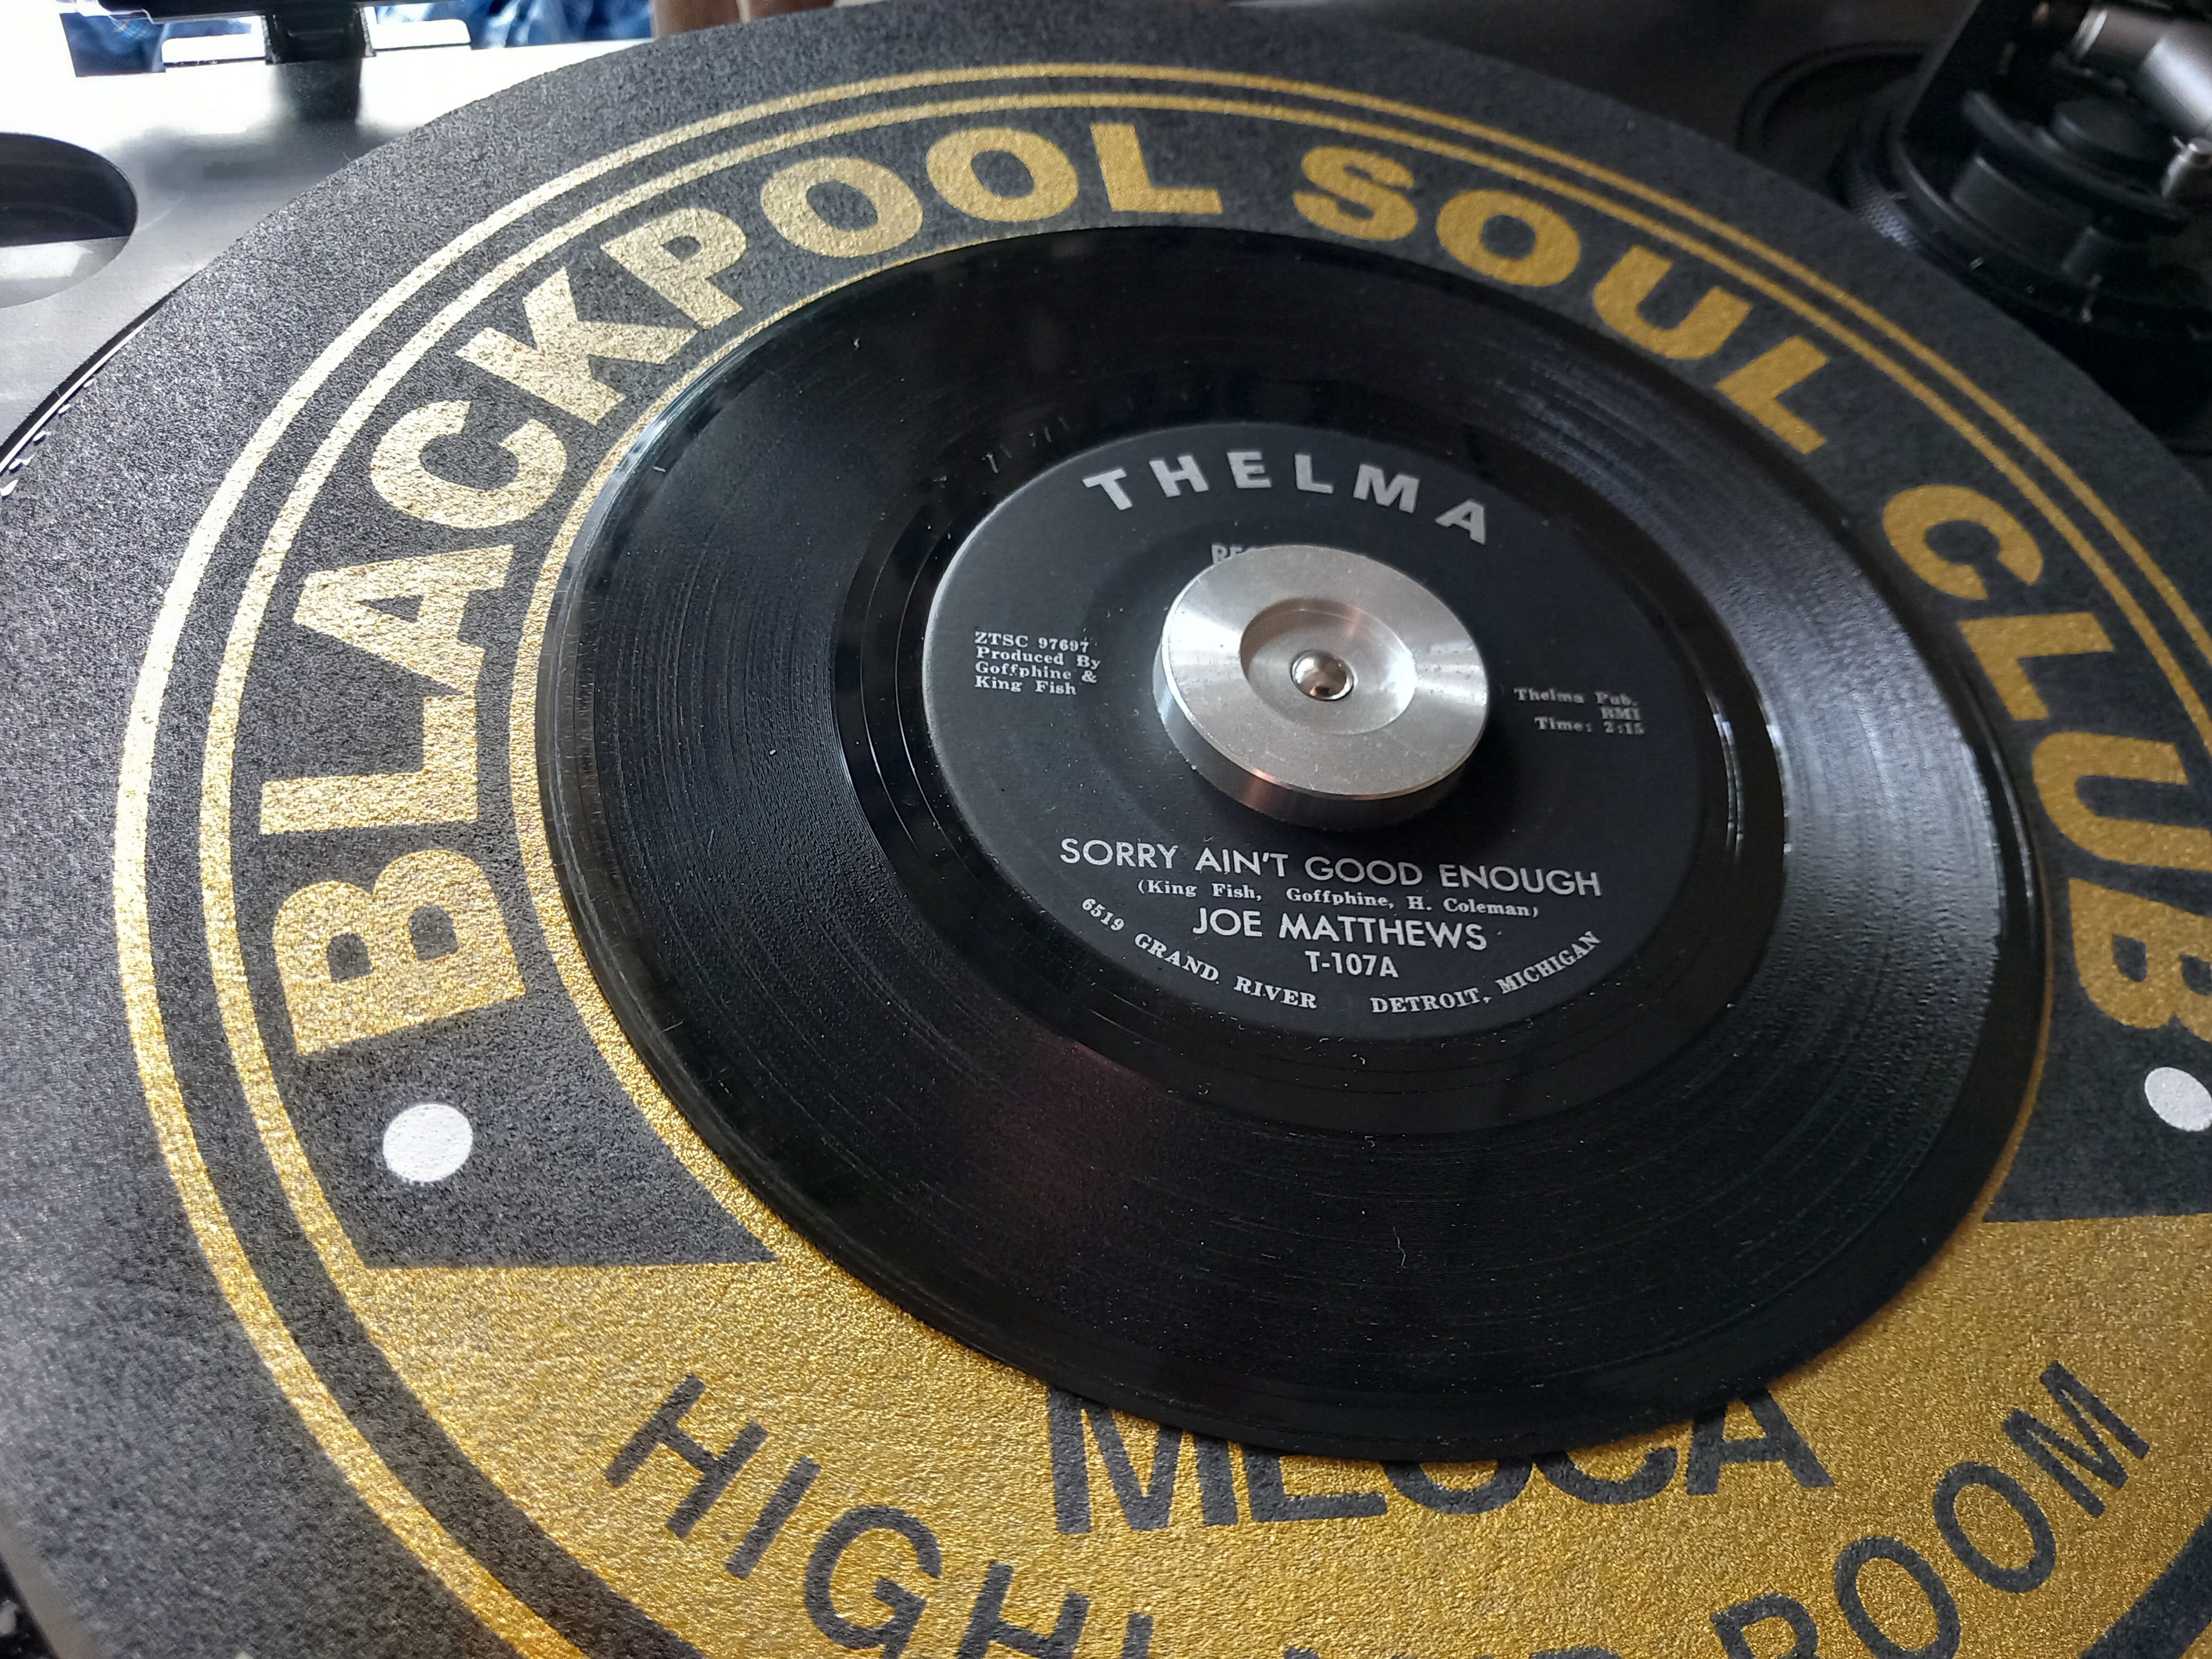 BLACKPOOL SOUL CLUB
THELMA
ZTSC 97697
Produced By
Goffphine &
King Fish
Thelma Pub.
BMI
Time: 2:15
SORRY AIN'T GOOD ENOUGH
(King Fish, Goffphine, H. Coleman)
JOE MATTHEWS
T-107A
6519 GRAND RIVER DETROIT, MICHIGAN
MECCA
ROOM